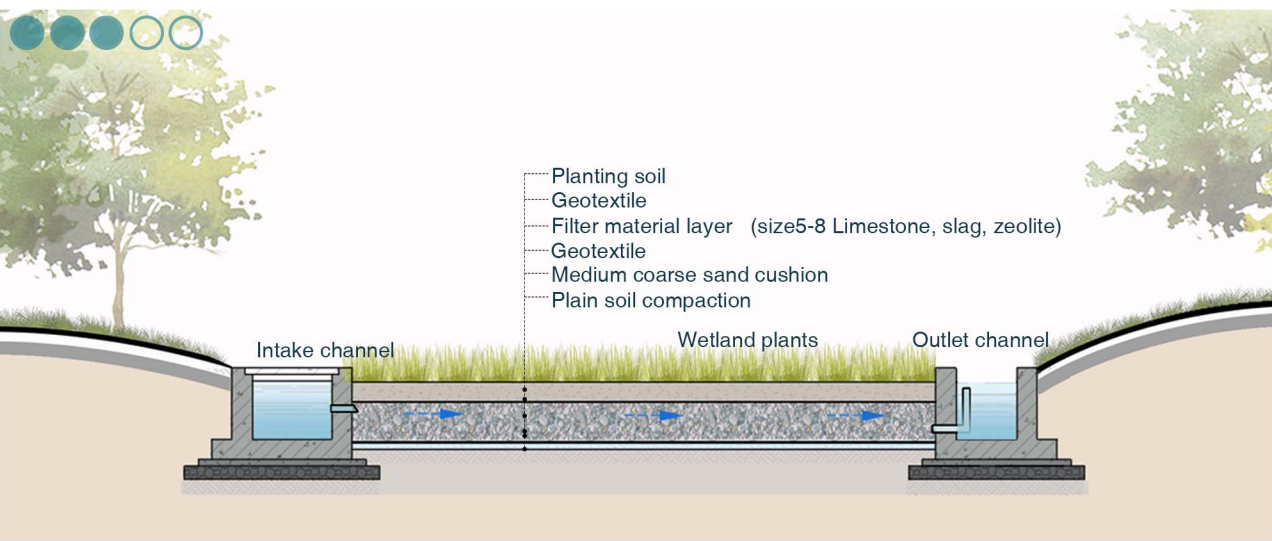 Planting soil
Geotextile
Filter material layer (size5-8 Limestone, slag, zeolite)
Geotextile
Medium coarse sand cushion
Plain soil compaction
Wetland plants
Outlet channel
Intake channel